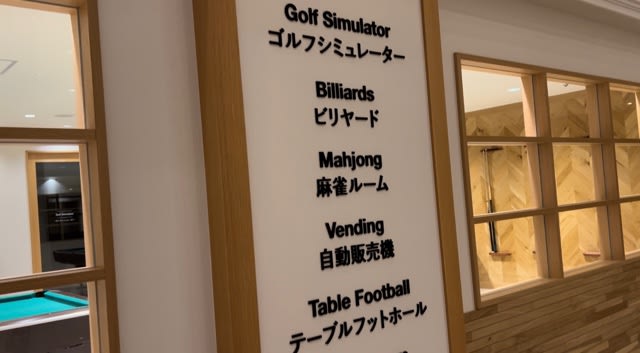 Golf Simulator
ゴルフシミュレーター
Billiards
ビリヤード
Mahjong
麻雀ルーム
Vending
自動販売機
Table Football
テーブルフットホール
Golf Simulator